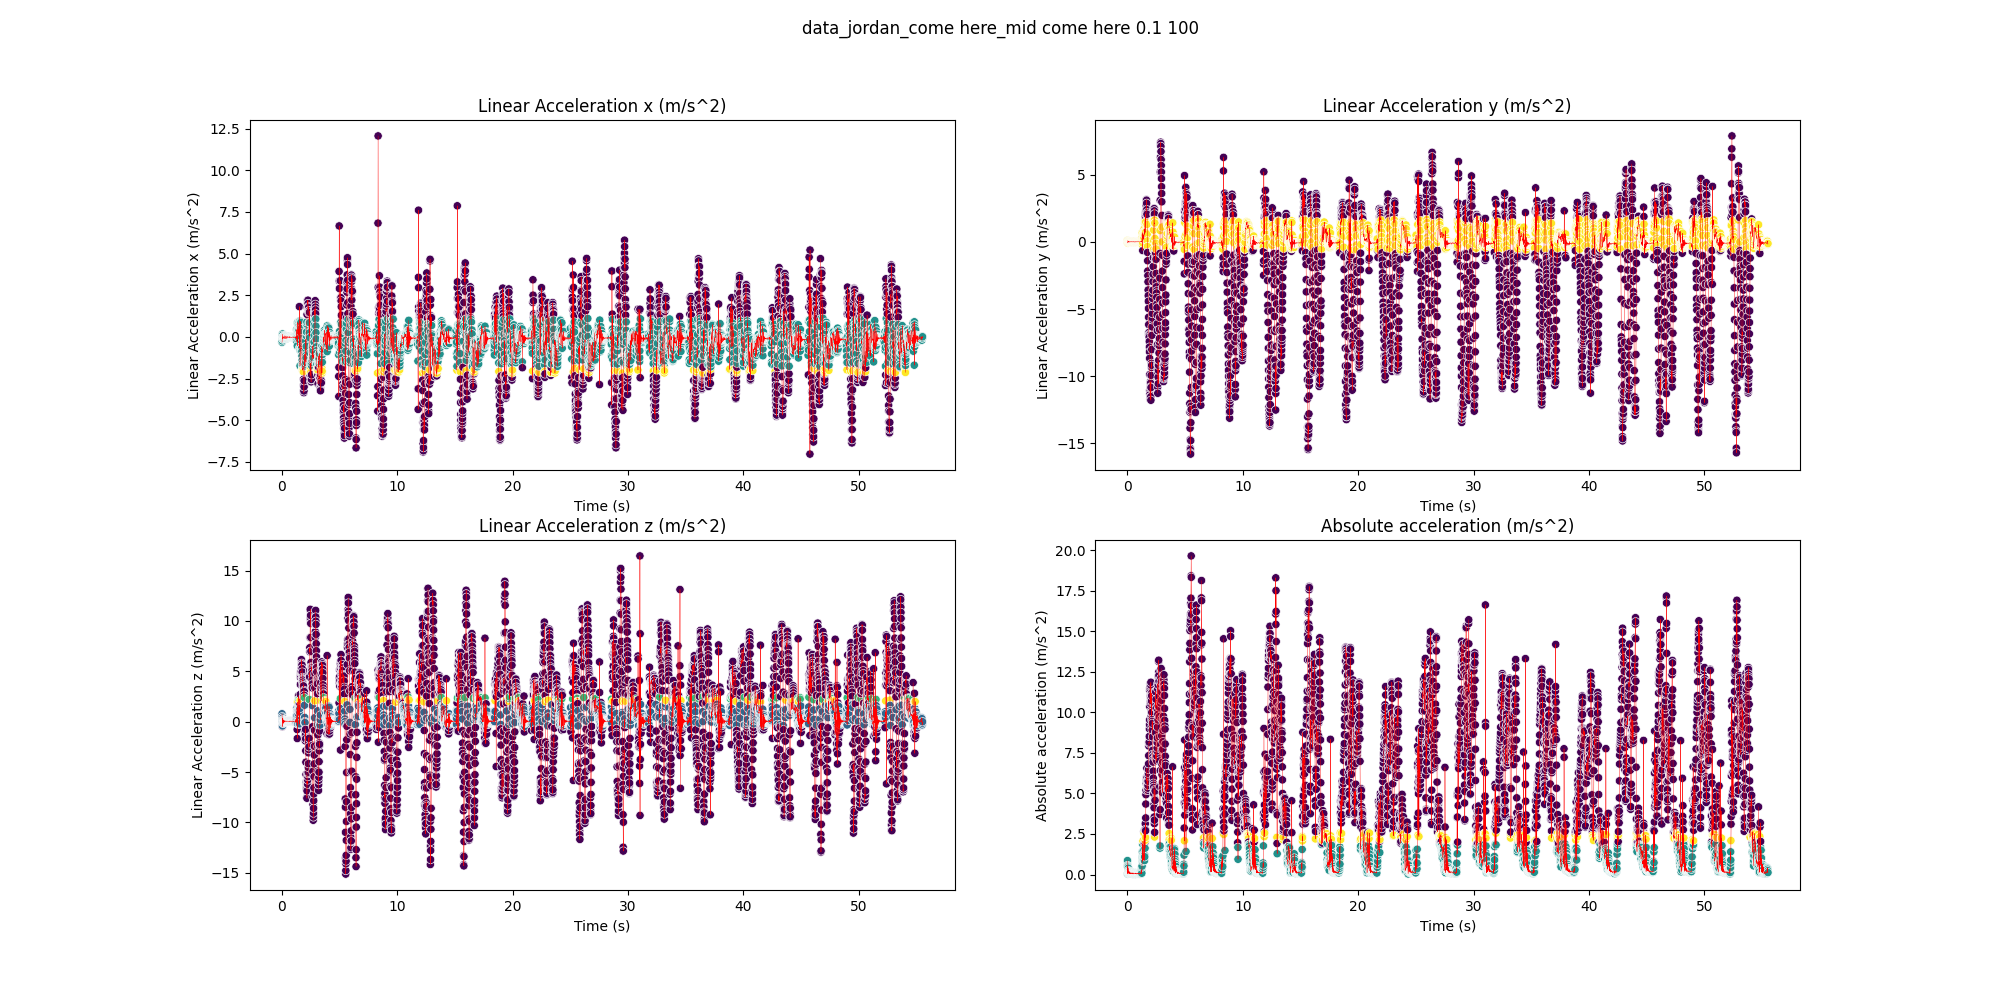 data_jordan_come here_mid come here 0.1 100
Linear Acceleration x (m/s^2)
Linear Acceleration x (m/s^2)
12.5
10.0
7.5
5.0
2.5
0.0
−2.5
−5.0
−7.5
0 10 20 30 40 50
Time (s)
Linear Acceleration y (m/s^2)
Linear Acceleration y (m/s^2)
5
0
−5
−10
−15
0 10 20 30 40 50
Time (s)
Linear Acceleration z (m/s^2)
Linear Acceleration z (m/s^2)
15
10
5
0
−5
−10
−15
0 10 20 30 40 50
Time (s)
Absolute acceleration (m/s^2)
Absolute acceleration (m/s^2)
20.0
17.5
15.0
12.5
10.0
7.5
5.0
2.5
0.0
0 10 20 30 40 50
Time (s)